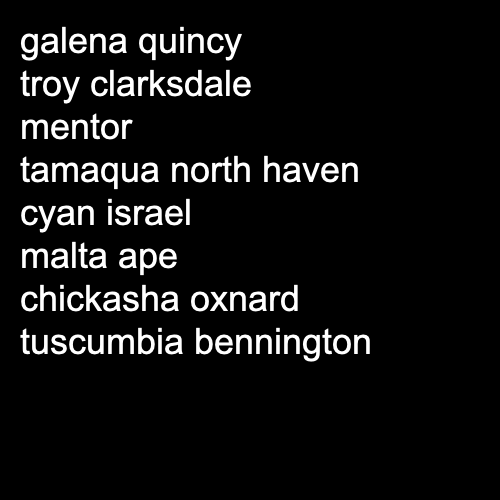 galena quincy
troy clarksdale
mentor
tamaqua north haven
cyan israel
malta ape
chickasha oxnard
tuscumbia bennington